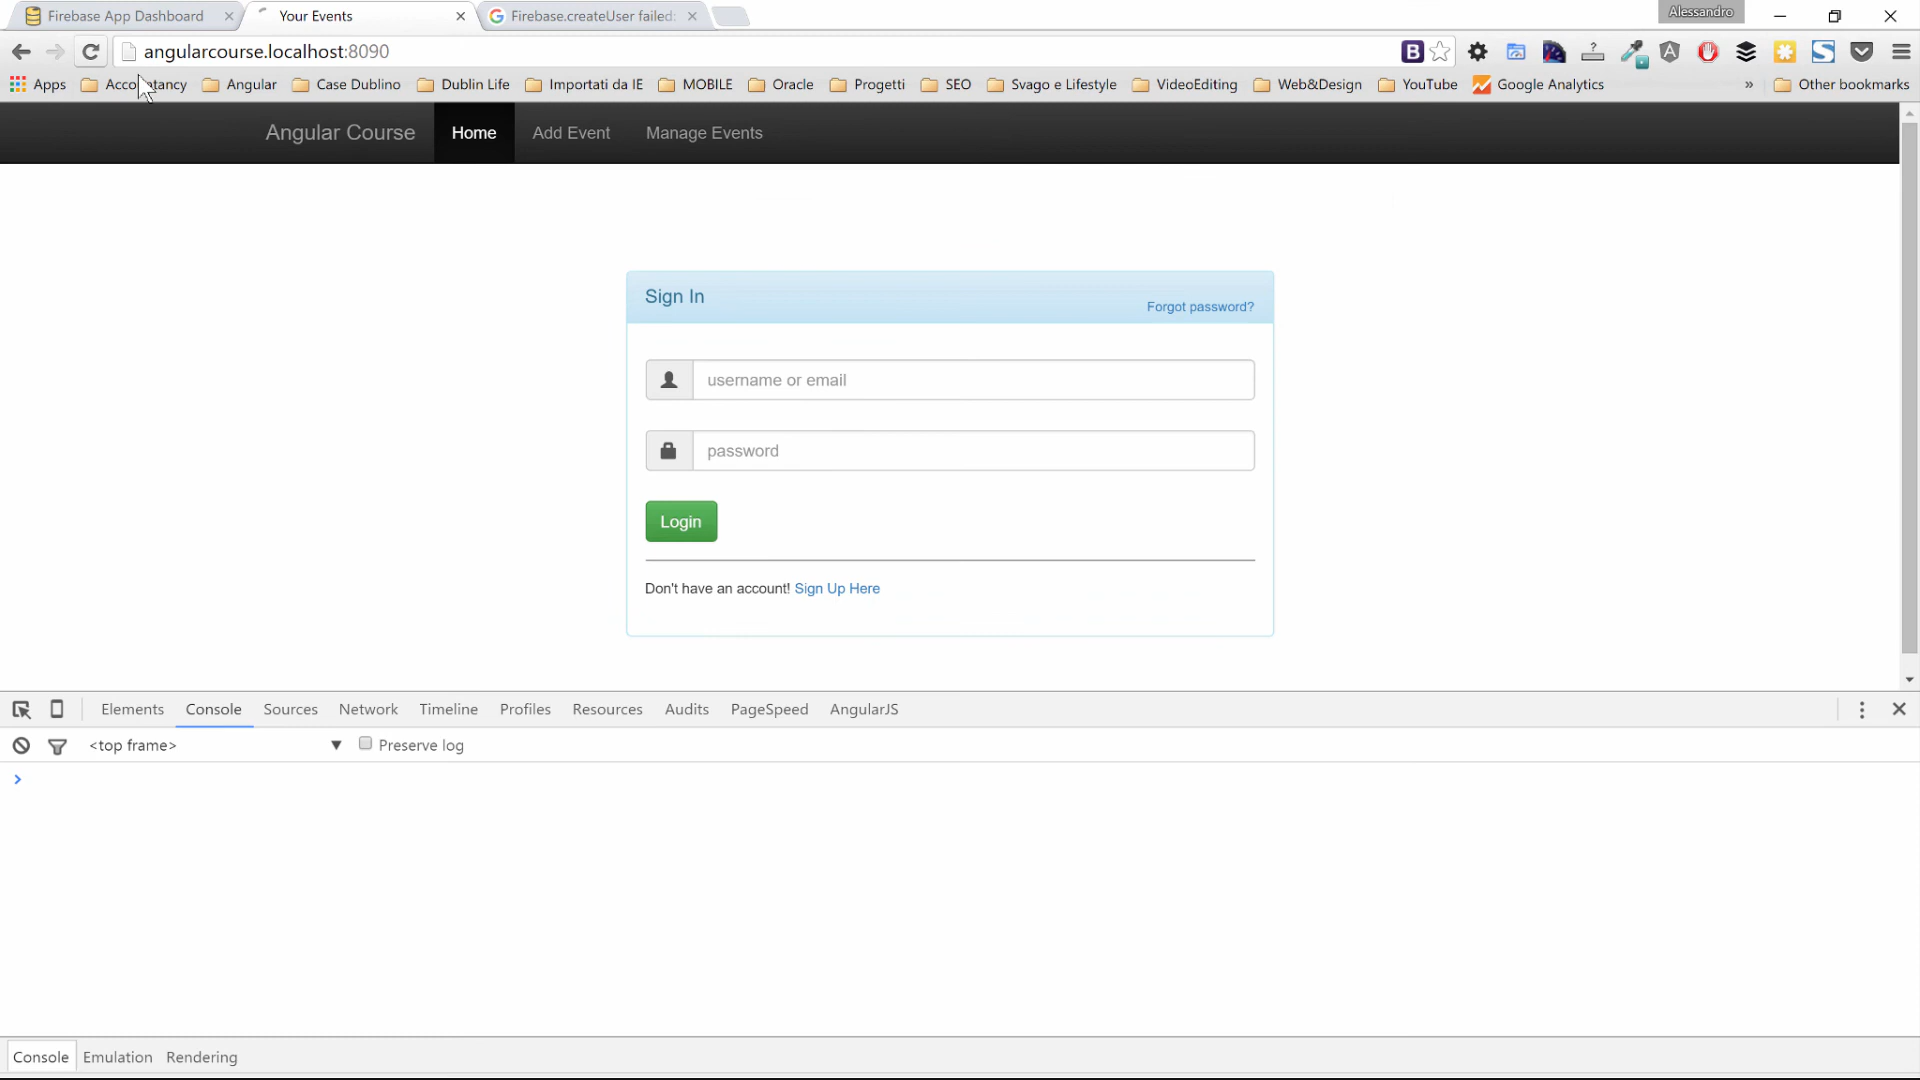 Firebase App Dashboard
Your Events
Firebase.createUser failed:
Alessandro
angularcourse.localhost:8090
Apps Accountancy Angular Case Dublino Dublin Life Importati da IE MOBILE Oracle Progetti SEO Svago e Lifestyle VideoEditing Web&Design YouTube Google Analytics » Other bookmarks
Angular Course Home Add Event Manage Events
Sign In
Forgot password?
username or email
password
Login
Don't have an account! Sign Up Here
Elements Console Sources Network Timeline Profiles Resources Audits PageSpeed AngularJS
<top frame> Preserve log
Console Emulation Rendering